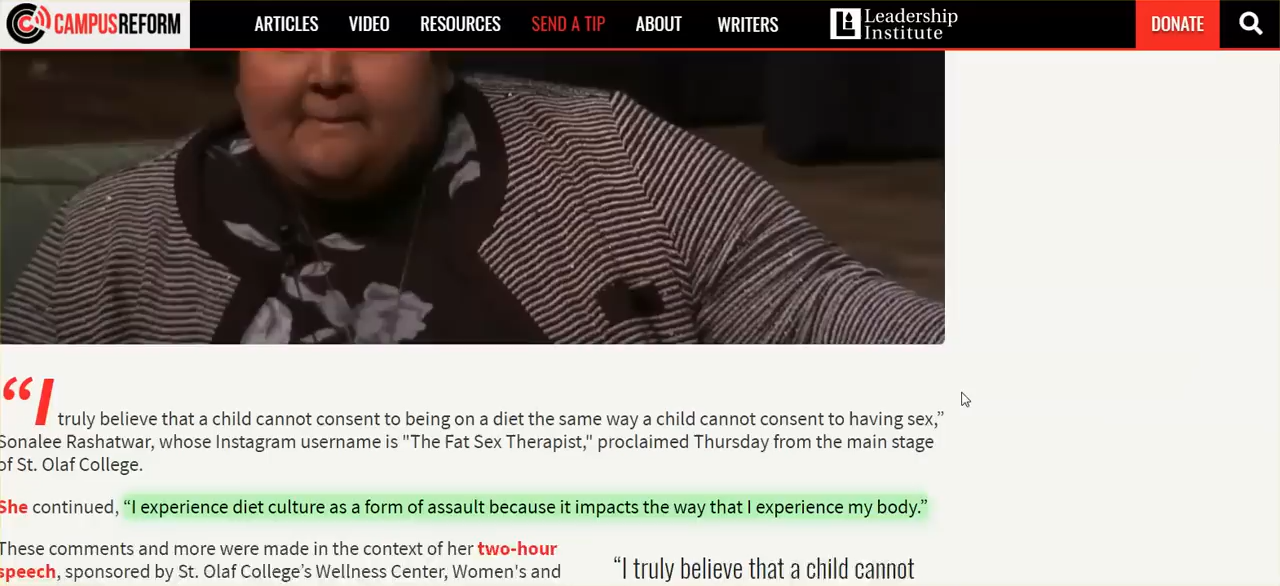 CAMPUSREFORM ARTICLES VIDEO RESOURCES SEND A TIP ABOUT WRITERS Leadership Institute DONATE
“I truly believe that a child cannot consent to being on a diet the same way a child cannot consent to having sex,”
Sonalee Rashatwar, whose Instagram username is "The Fat Sex Therapist," proclaimed Thursday from the main stage
of St. Olaf College.
She continued, “I experience diet culture as a form of assault because it impacts the way that I experience my body.”
These comments and more were made in the context of her two-hour
speech, sponsored by St. Olaf College’s Wellness Center, Women's and
“I truly believe that a child cannot